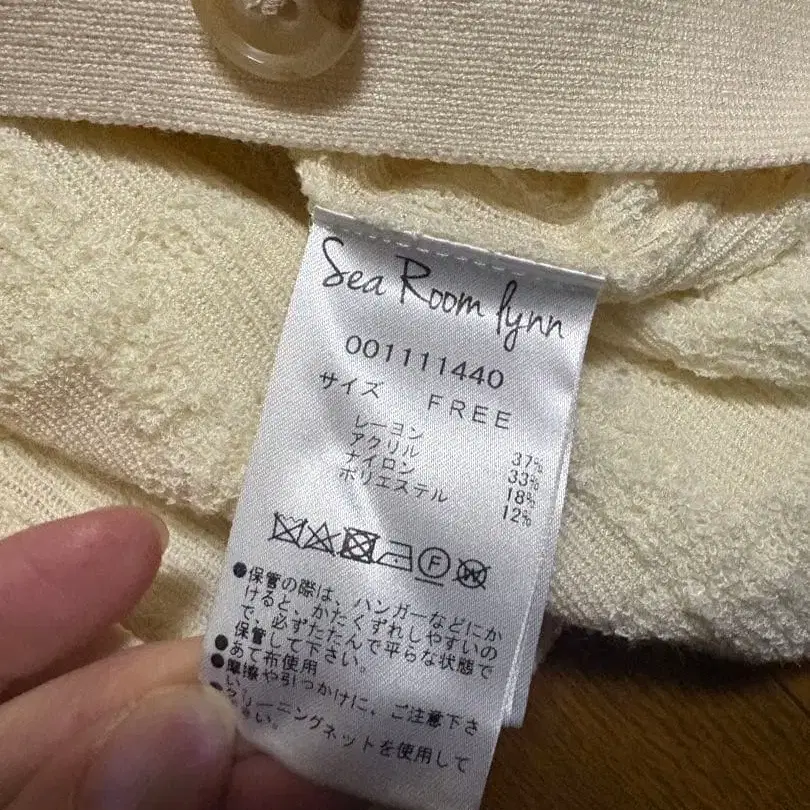 Sea Room lynn
001111440
サイズ FREE
レーヨン 37%
アクリル 33%
ナイロン 18%
ポリエステル 12%
F W
●保管の際は、ハンガーなどにか
けると、かたくずれしやすいの
で、必ずたたんで平らな状態で
保管して下さい。
●あて布使用
●摩擦や引っかけに、ご注意下さ
い。
●クリーニングネットを使用して
さい。